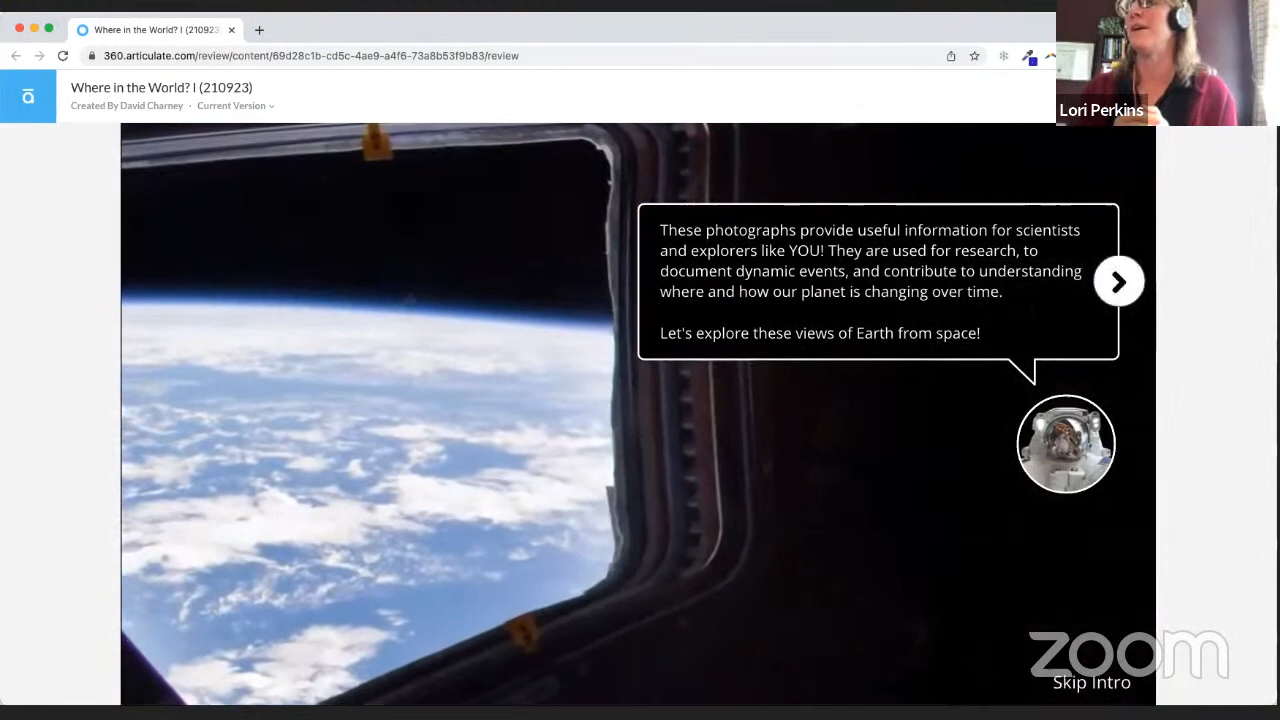 Where in the World? I (210923
360.articulate.com/review/content/69d28c1b-cd5c-4ae9-a4f6-73a8b53f9b83/review
ā
Where in the World? I (210923)
Created By David Charney · Current Version
Lori Perkins
These photographs provide useful information for scientists
and explorers like YOU! They are used for research, to
document dynamic events, and contribute to understanding
where and how our planet is changing over time.
Let's explore these views of Earth from space!
zoom
Skip Intro